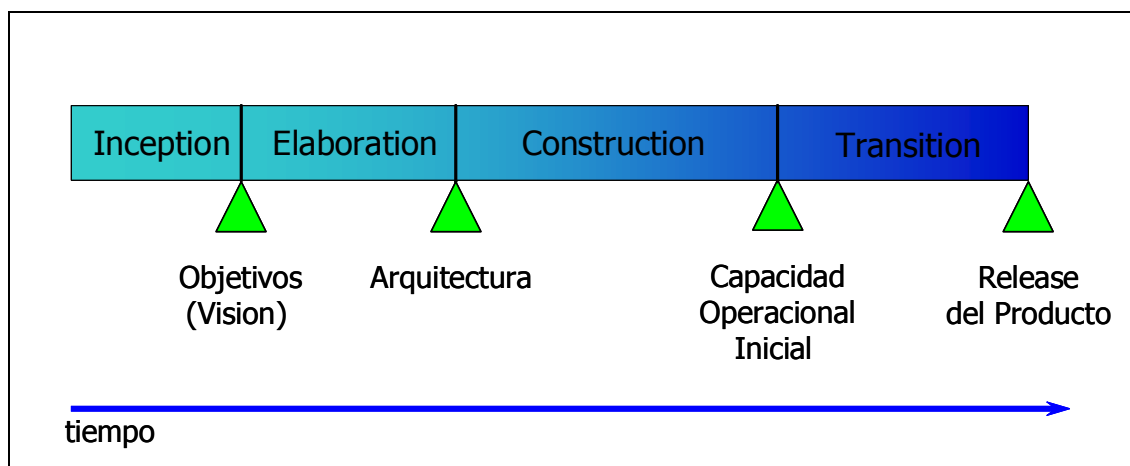 Inception Elaboration Construction Transition
Objetivos
(Vision)
Arquitectura
Capacidad
Operacional
Inicial
Release
del Producto
tiempo